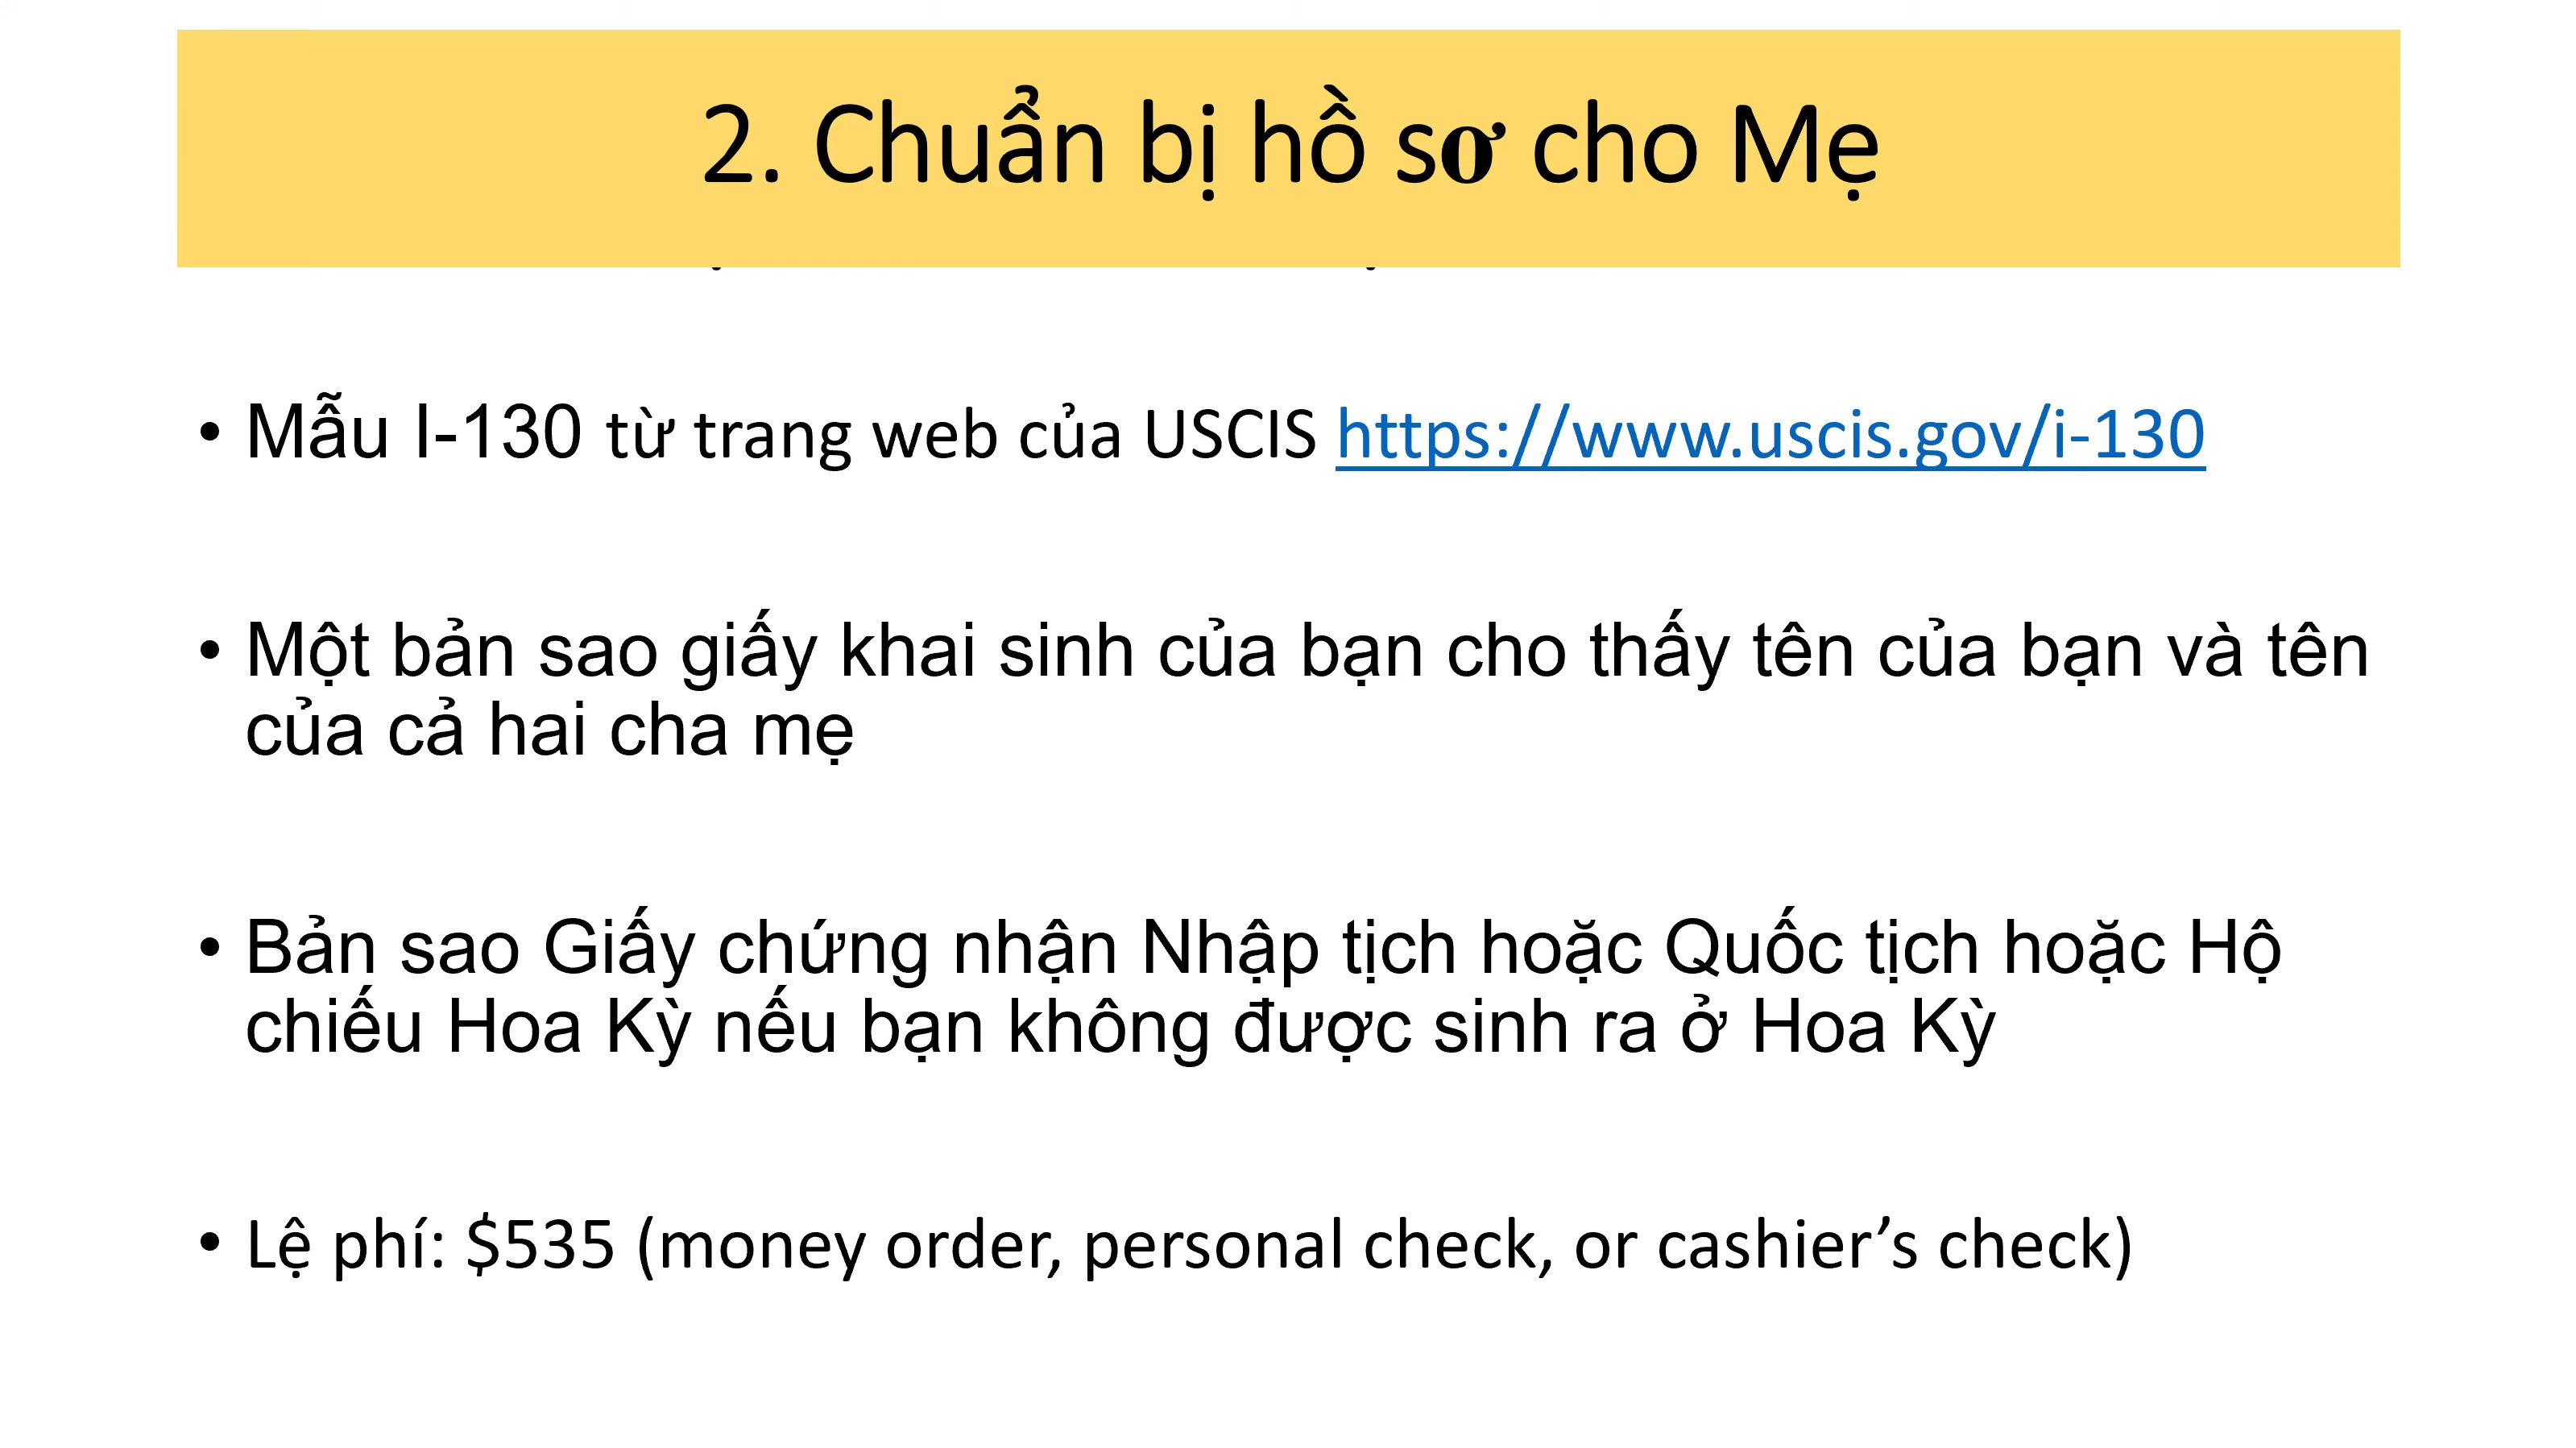 2. Chuẩn bị hồ sơ cho Mẹ
• Mẫu I-130 từ trang web của USCIS https://www.uscis.gov/i-130
• Một bản sao giấy khai sinh của bạn cho thấy tên của bạn và tên
của cả hai cha mẹ
• Bản sao Giấy chứng nhận Nhập tịch hoặc Quốc tịch hoặc Hộ
chiếu Hoa Kỳ nếu bạn không được sinh ra ở Hoa Kỳ
• Lệ phí: $535 (money order, personal check, or cashier’s check)